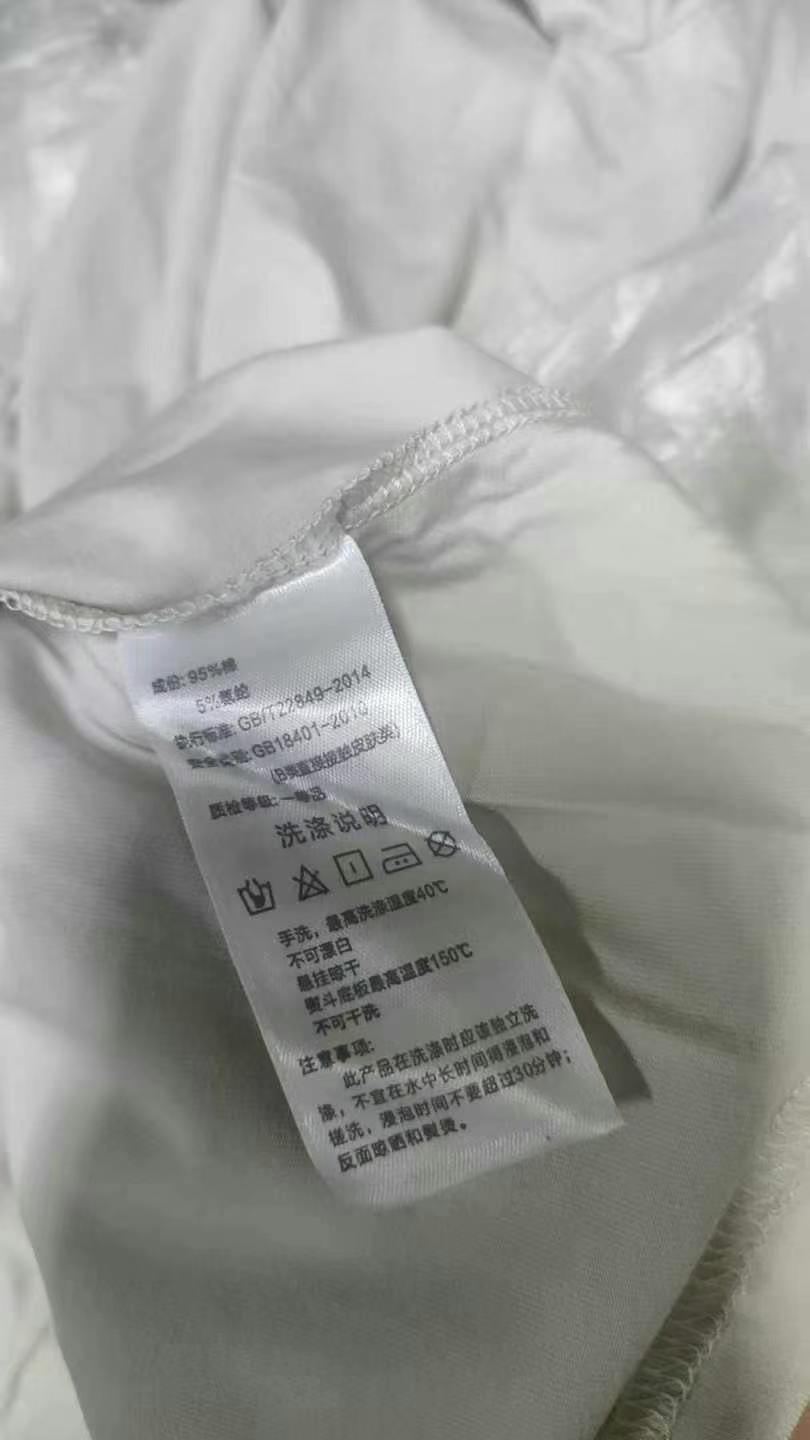 成份: 95%棉
5%氨纶
执行标准: GB/T22849-2014
安全类别: GB18401-2010
(B类直接接触皮肤类)
质检等级: 一等品
洗涤说明
手洗，最高洗涤温度40℃
不可漂白
悬挂晾干
熨斗底板最高温度150℃
不可干洗
注意事项:
此产品在洗涤时应该独立洗
涤，不宜在水中长时间得浸泡和
搓洗，浸泡时间不要超过30分钟；
反面晾晒和熨烫。